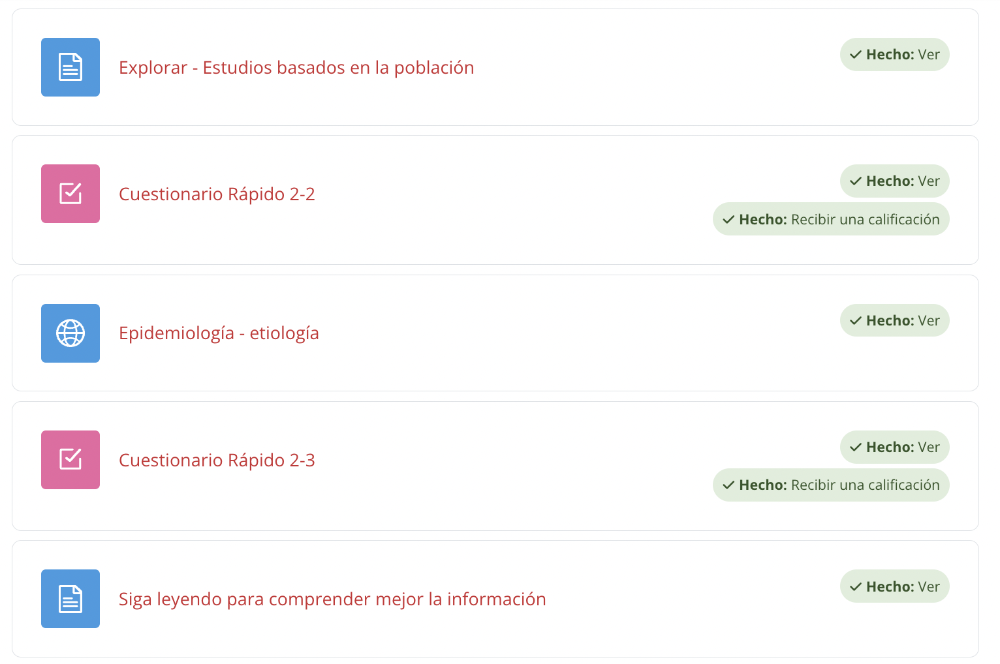 Explorar - Estudios basados en la población
Hecho: Ver
Cuestionario Rápido 2-2
Hecho: Ver
Hecho: Recibir una calificación
Epidemiología - etiología
Hecho: Ver
Cuestionario Rápido 2-3
Hecho: Ver
Hecho: Recibir una calificación
Siga leyendo para comprender mejor la información
Hecho: Ver